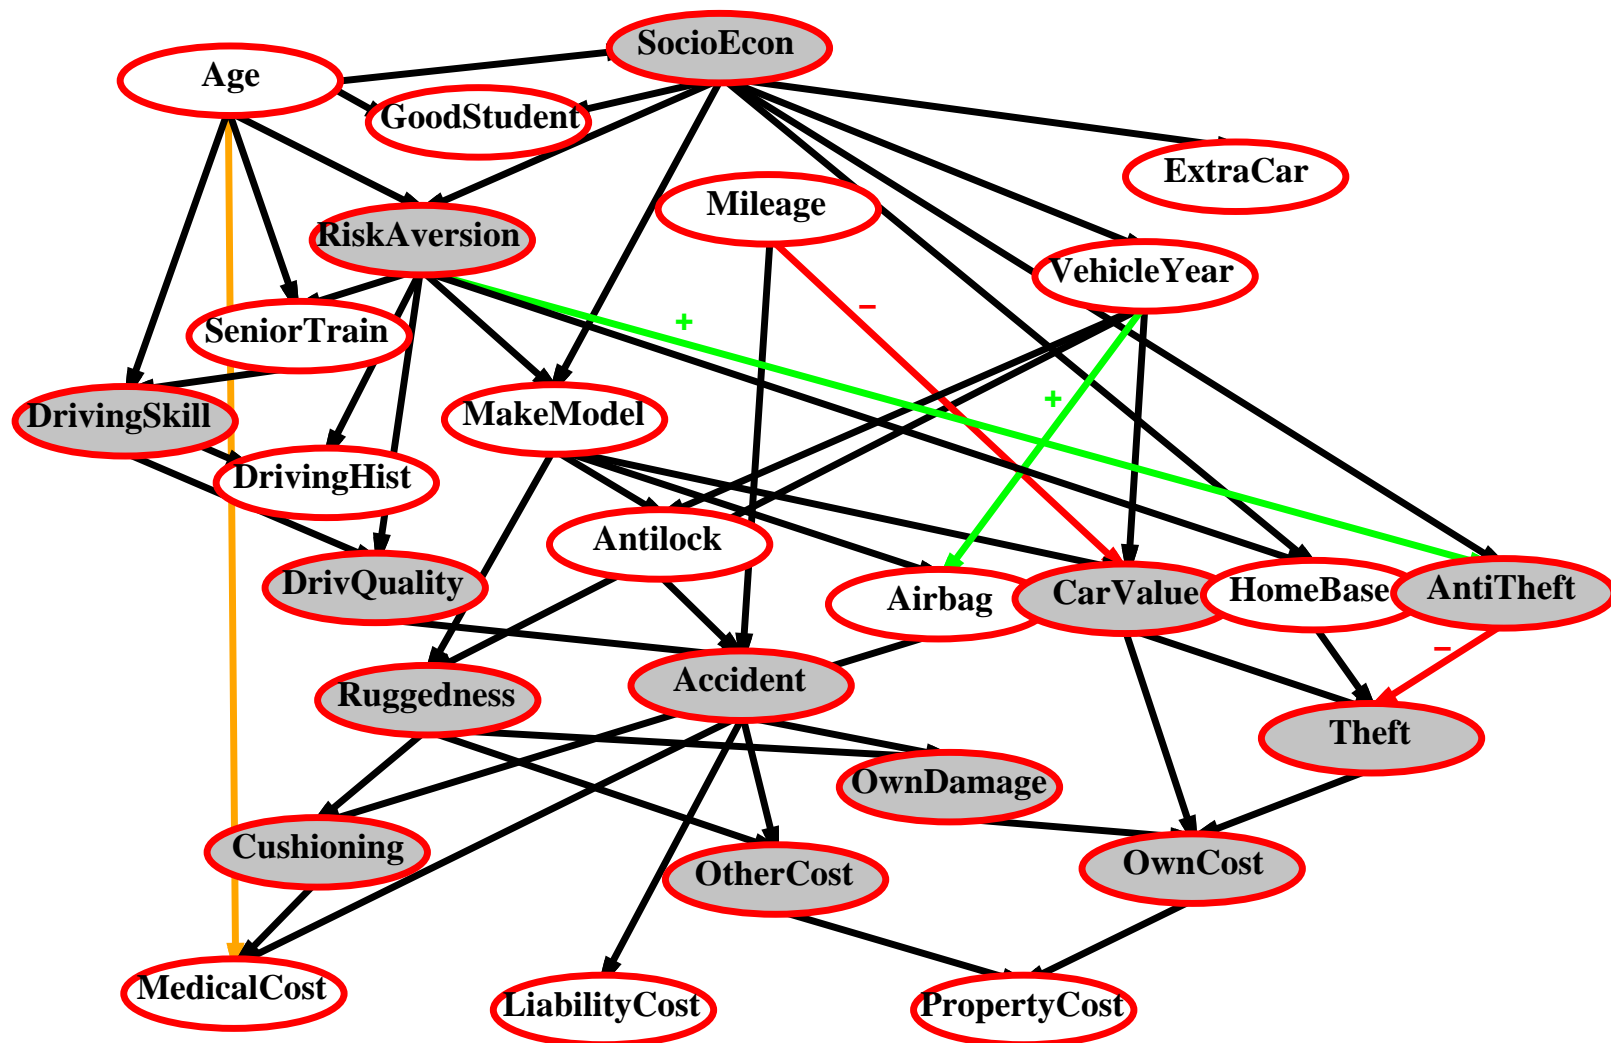 SocioEcon
Age
GoodStudent
ExtraCar
Mileage
RiskAversion
VehicleYear
+
−
SeniorTrain
+
DrivingSkill
MakeModel
DrivingHist
Antilock
DrivQuality
Airbag
CarValue
HomeBase
AntiTheft
−
Ruggedness
Accident
Theft
OwnDamage
Cushioning
OtherCost
OwnCost
MedicalCost
LiabilityCost
PropertyCost